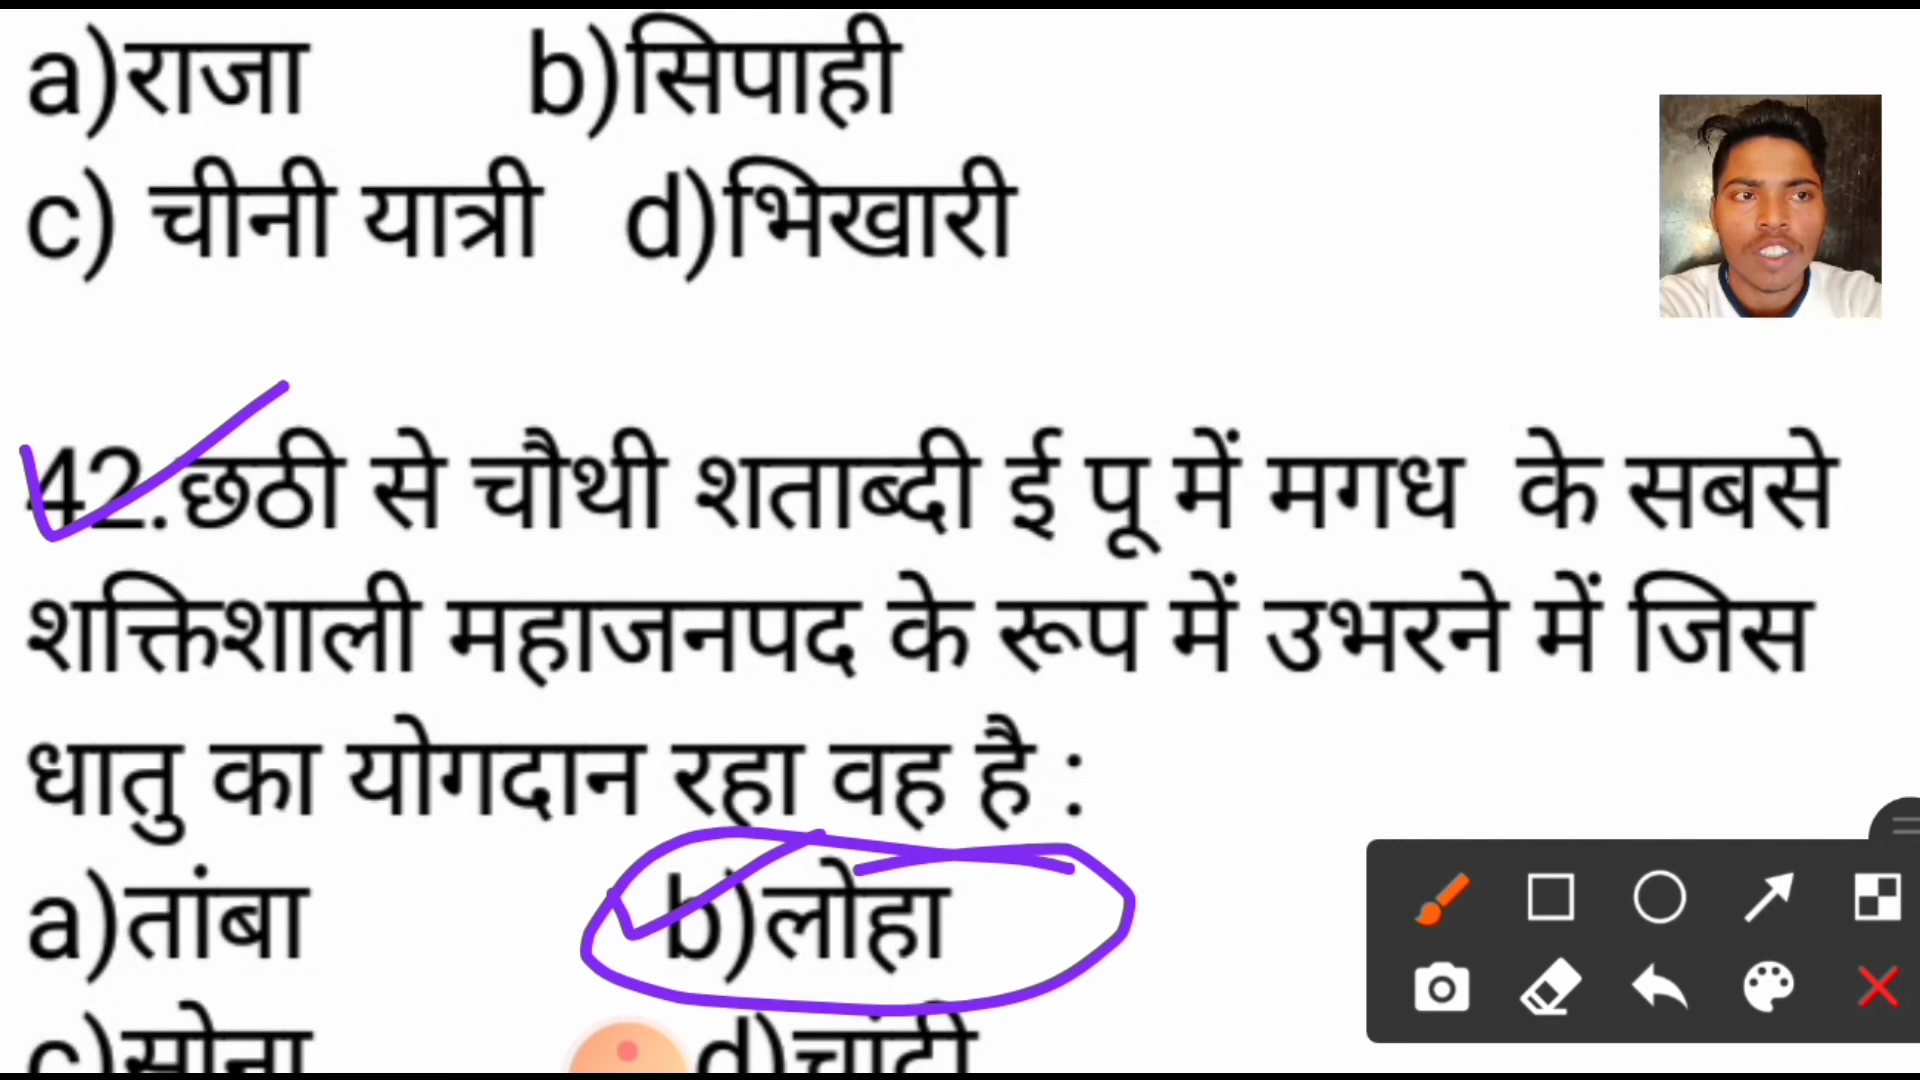 a)राजा b)सिपाही
c) चीनी यात्री d)भिखारी
42.छठी से चौथी शताब्दी ई पू में मगध के सबसे
शक्तिशाली महाजनपद के रूप में उभरने में जिस
धातु का योगदान रहा वह है :
a)तांबा b)लोहा
c)सोना d)चांदी